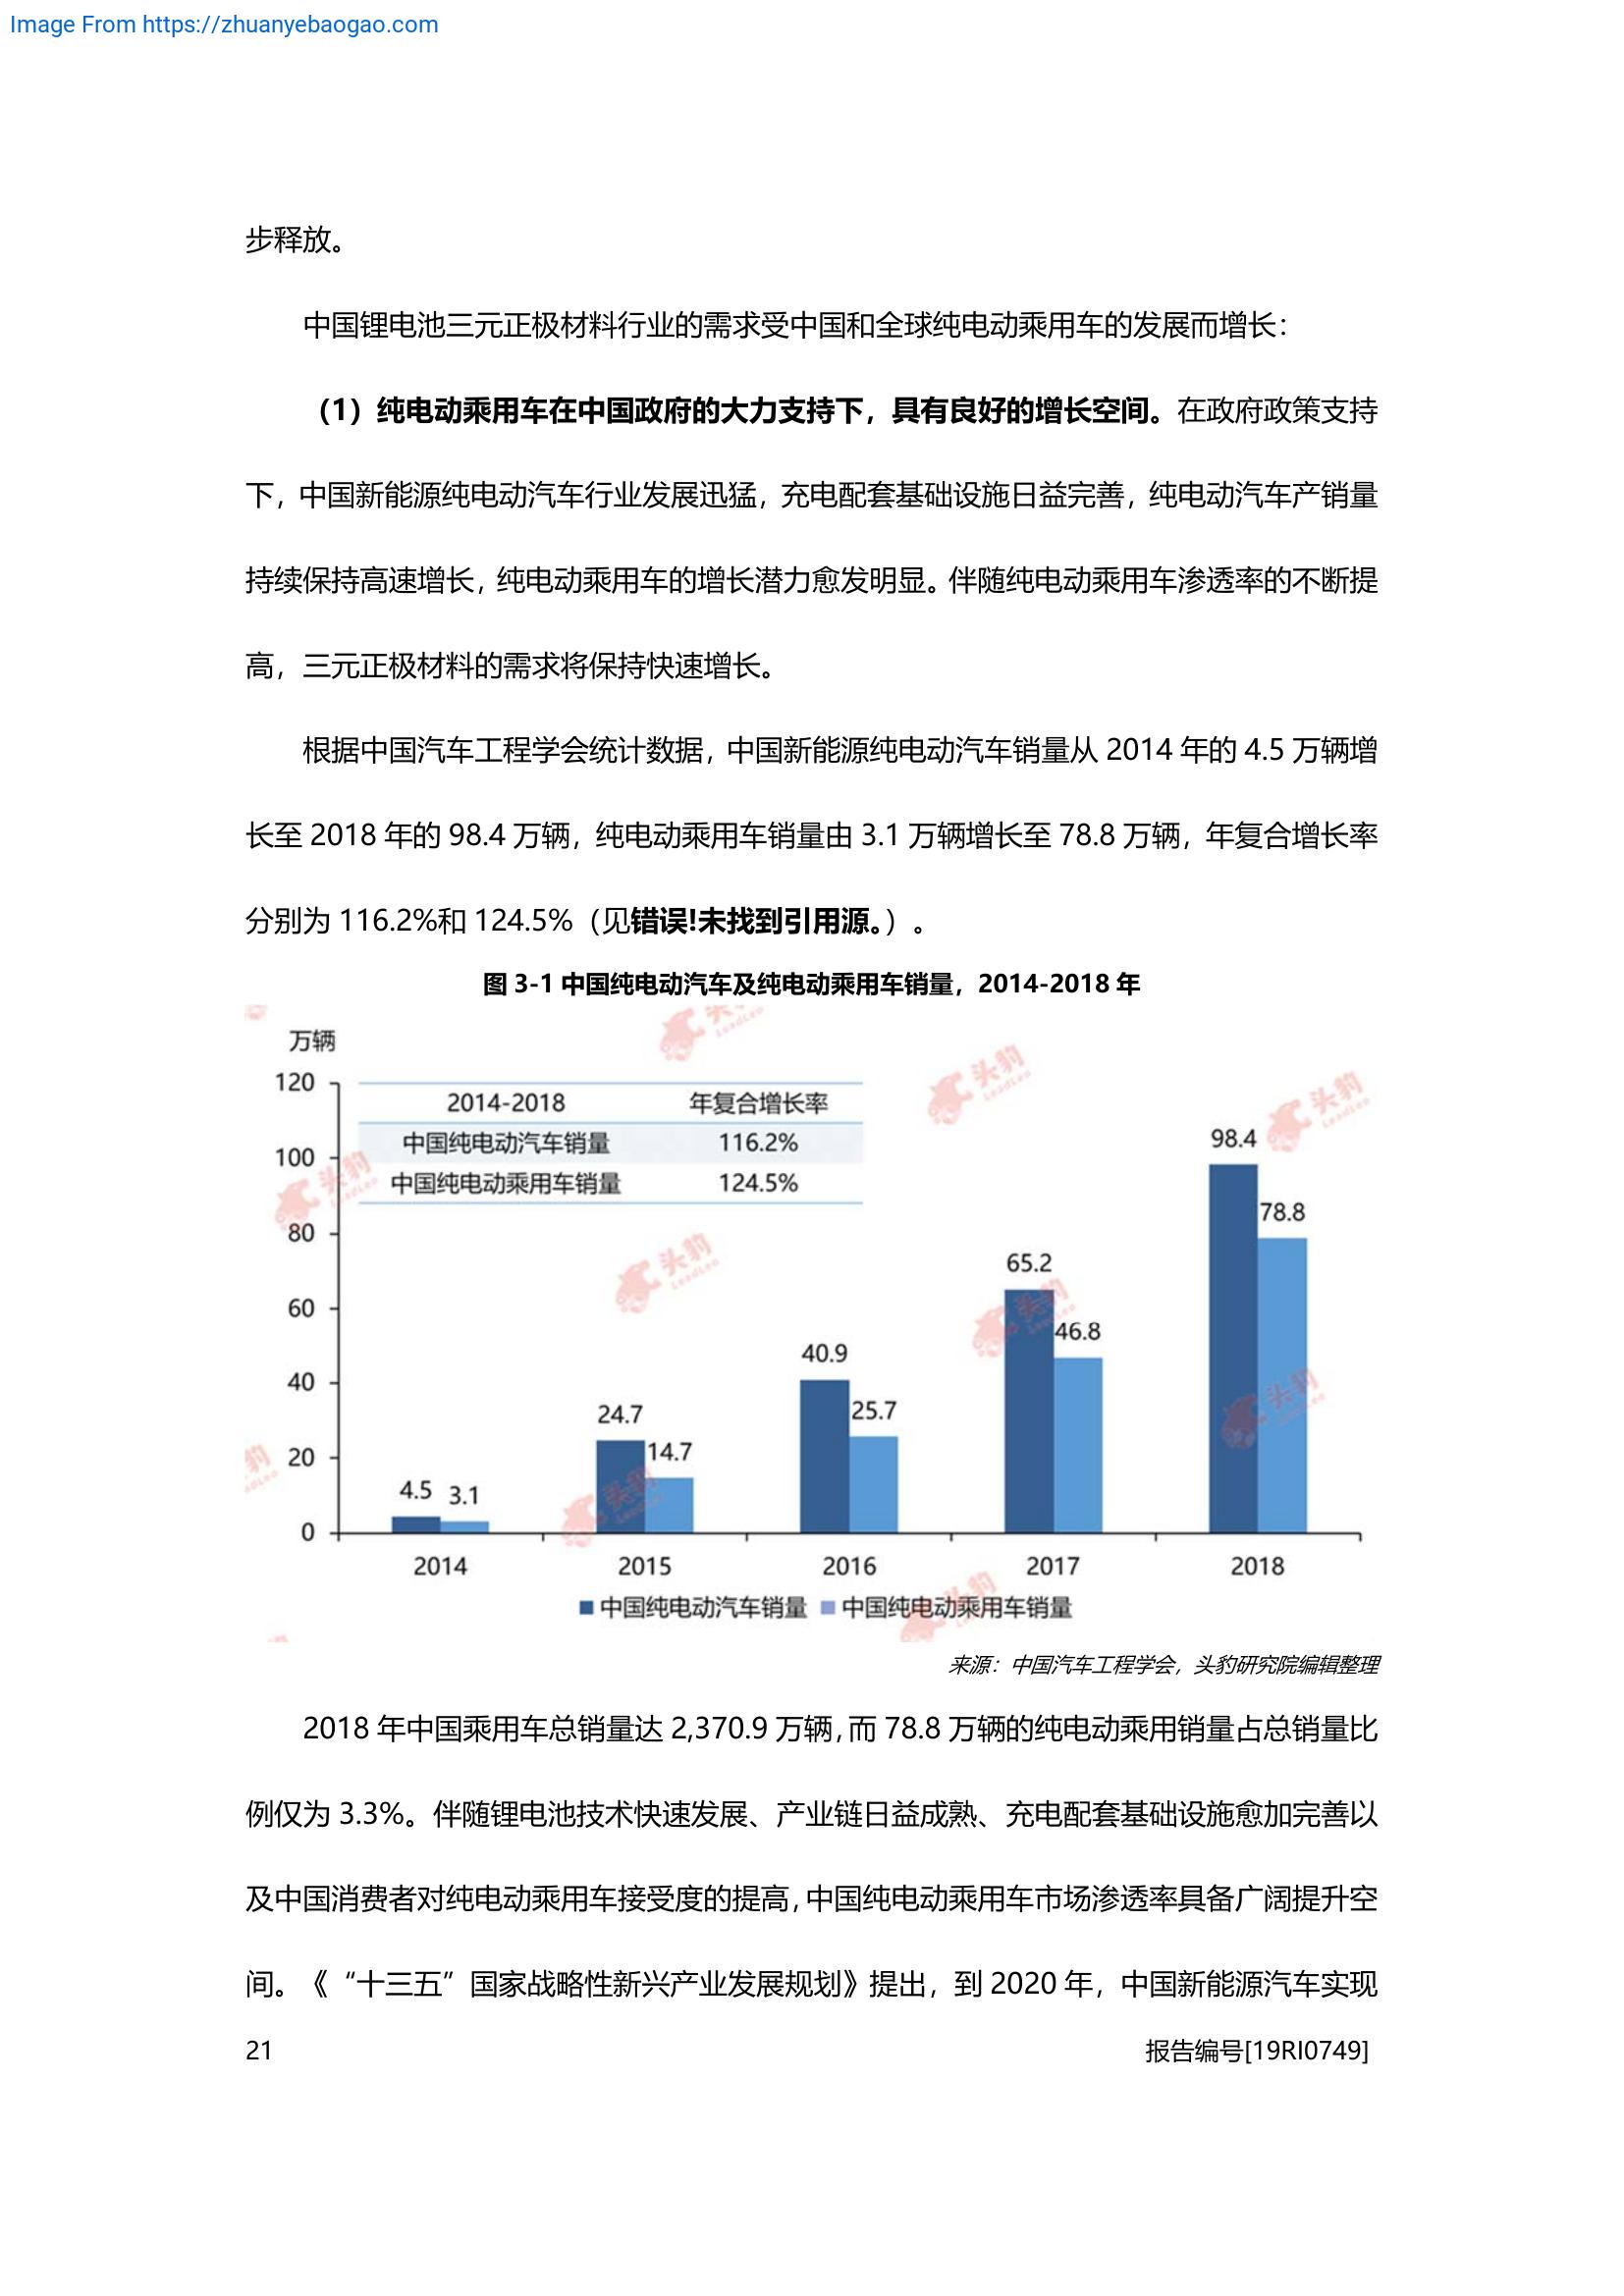 Image From https://zhuanyebaogao.com
步释放。
中国锂电池三元正极材料行业的需求受中国和全球纯电动乘用车的发展而增长：
（1）纯电动乘用车在中国政府的大力支持下，具有良好的增长空间。在政府政策支持
下，中国新能源纯电动汽车行业发展迅猛，充电配套基础设施日益完善，纯电动汽车产销量
持续保持高速增长，纯电动乘用车的增长潜力愈发明显。伴随纯电动乘用车渗透率的不断提
高，三元正极材料的需求将保持快速增长。
根据中国汽车工程学会统计数据，中国新能源纯电动汽车销量从 2014 年的 4.5 万辆增
长至 2018 年的 98.4 万辆，纯电动乘用车销量由 3.1 万辆增长至 78.8 万辆，年复合增长率
分别为 116.2%和 124.5%（见错误!未找到引用源。）。
图 3-1 中国纯电动汽车及纯电动乘用车销量，2014-2018 年
万辆
120
100
80
60
40
20
0
2014-2018 年复合增长率
中国纯电动汽车销量 116.2%
中国纯电动乘用车销量 124.5%
4.5 3.1
24.7 14.7
40.9 25.7
65.2 46.8
98.4 78.8
2014 2015 2016 2017 2018
中国纯电动汽车销量 中国纯电动乘用车销量
头豹
LeadLeo
来源：中国汽车工程学会，头豹研究院编辑整理
2018 年中国乘用车总销量达 2,370.9 万辆，而 78.8 万辆的纯电动乘用销量占总销量比
例仅为 3.3%。伴随锂电池技术快速发展、产业链日益成熟、充电配套基础设施愈加完善以
及中国消费者对纯电动乘用车接受度的提高，中国纯电动乘用车市场渗透率具备广阔提升空
间。《“十三五”国家战略性新兴产业发展规划》提出，到 2020 年，中国新能源汽车实现
21
报告编号[19RI0749]